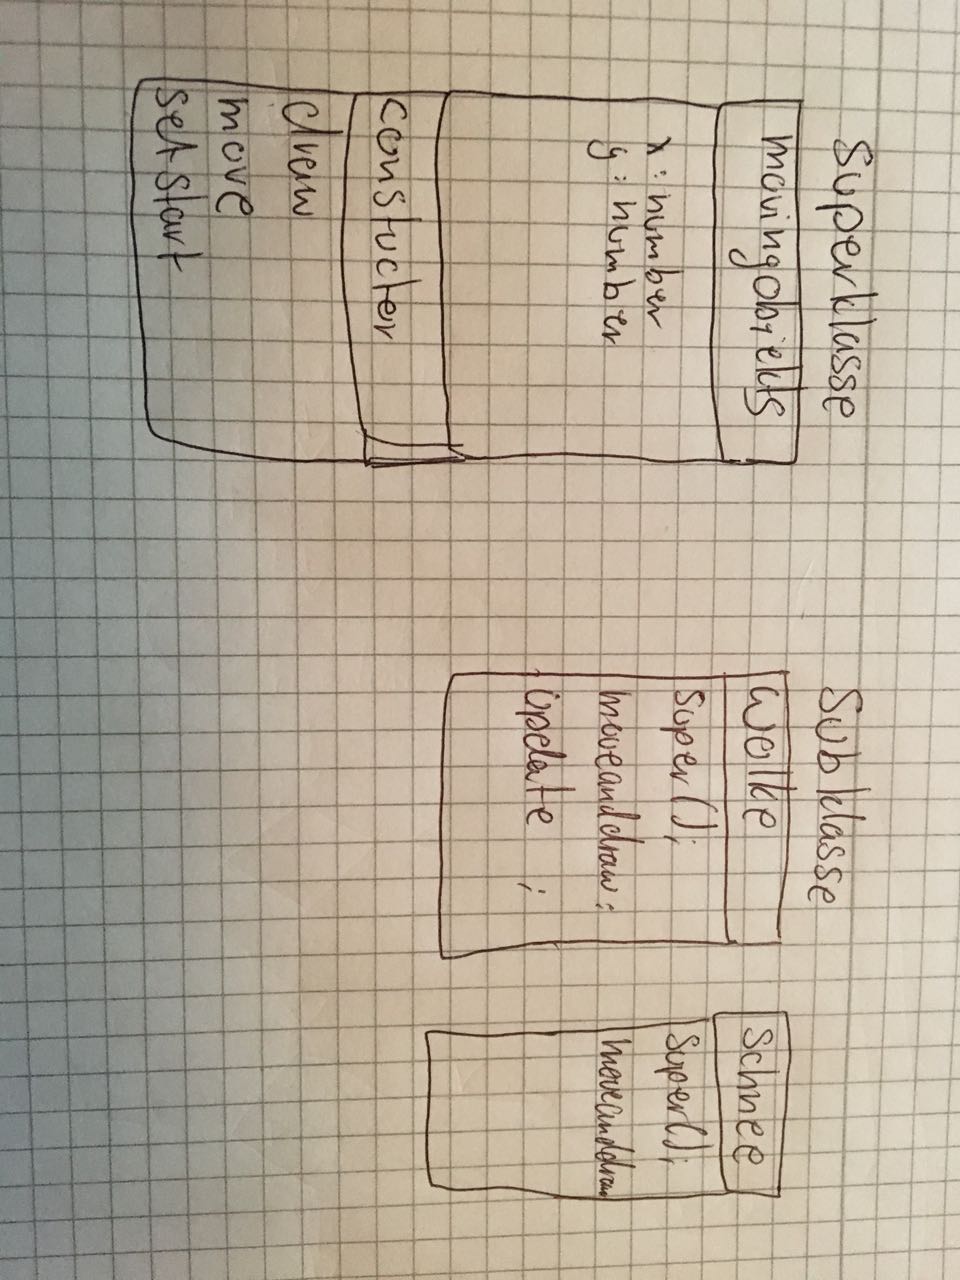 Superklasse
movingobjekts
x : number
y : number
constucter
draw
move
setstart
Subklasse
Wolke
Super();
moveanddraw;
Update ;
Schnee
Super();
moveanddraw